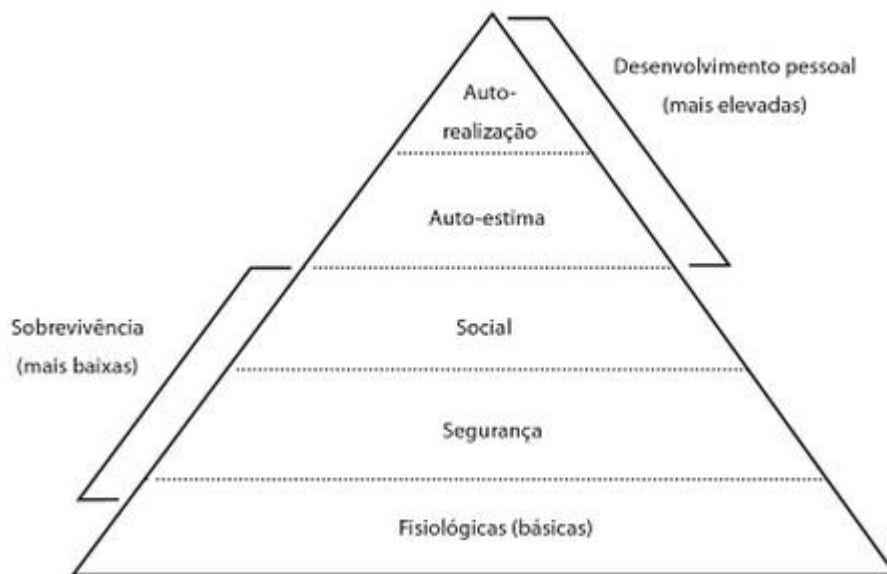 Desenvolvimento pessoal
(mais elevadas)
Auto-
realização
Auto-estima
Sobrevivência
(mais baixas)
Social
Segurança
Fisiológicas (básicas)